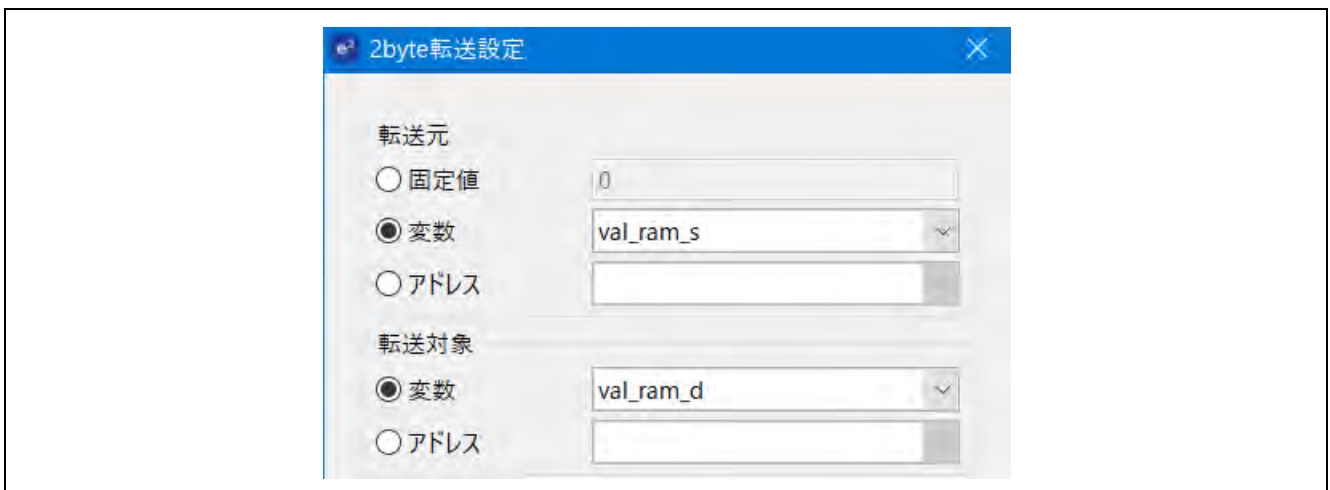 e² 2byte転送設定
転送元
固定値 0
変数 val_ram_s
アドレス
転送対象
変数 val_ram_d
アドレス